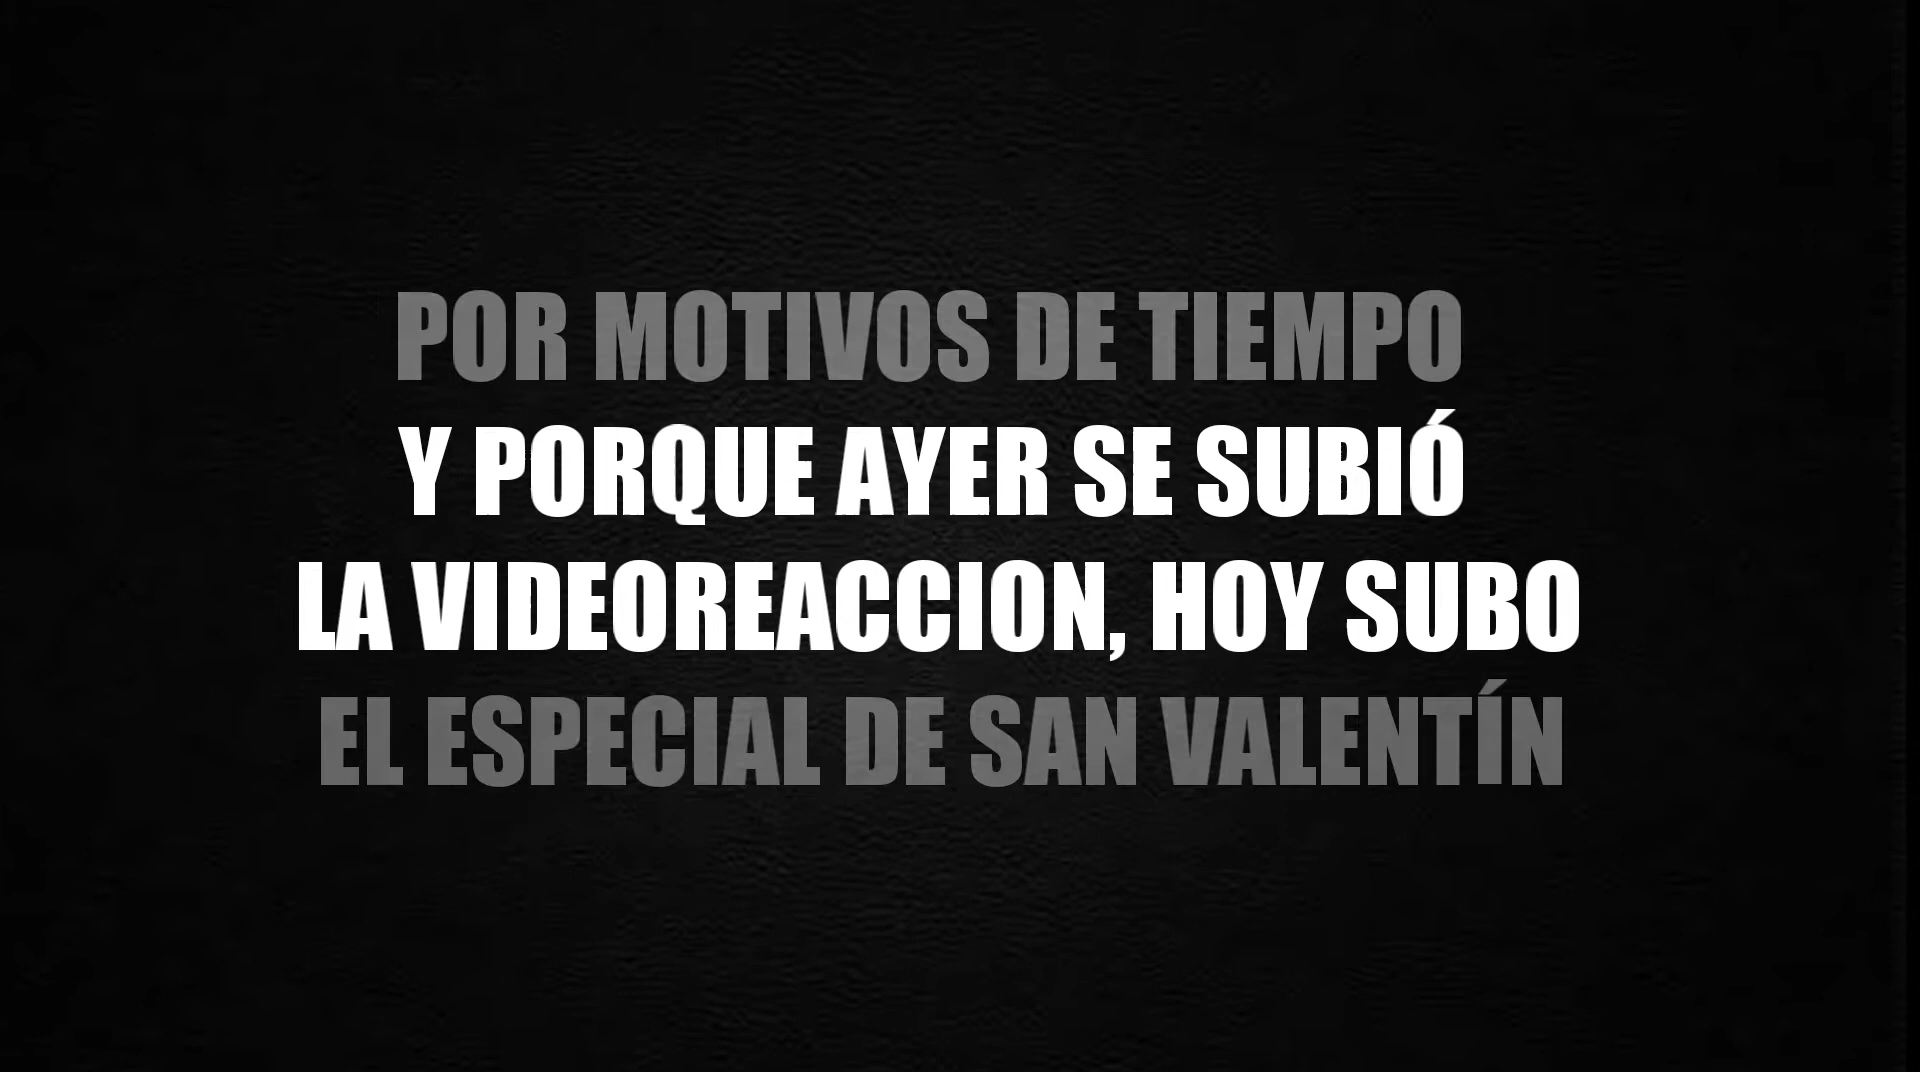 POR MOTIVOS DE TIEMPO
Y PORQUE AYER SE SUBIÓ
LA VIDEOREACCION, HOY SUBO
EL ESPECIAL DE SAN VALENTÍN